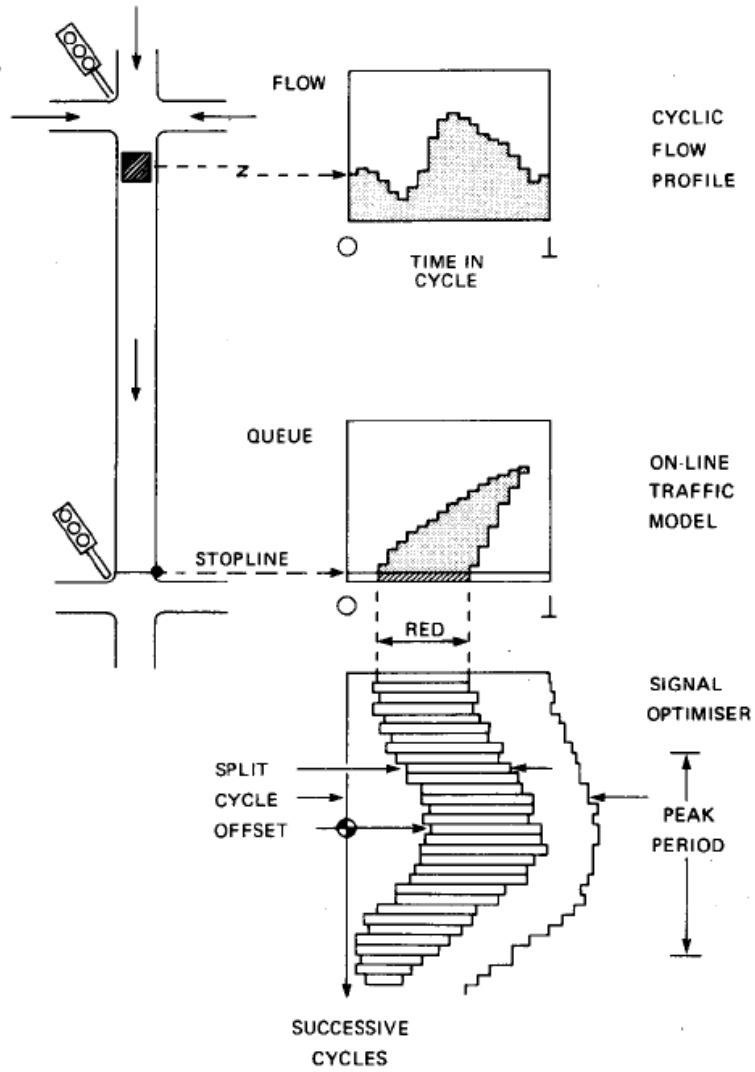 FLOW
CYCLIC
FLOW
PROFILE
Z
O
TIME IN
CYCLE
QUEUE
ON-LINE
TRAFFIC
MODEL
STOPLINE
O
RED
SIGNAL
OPTIMISER
SPLIT
CYCLE
OFFSET
PEAK
PERIOD
SUCCESSIVE
CYCLES